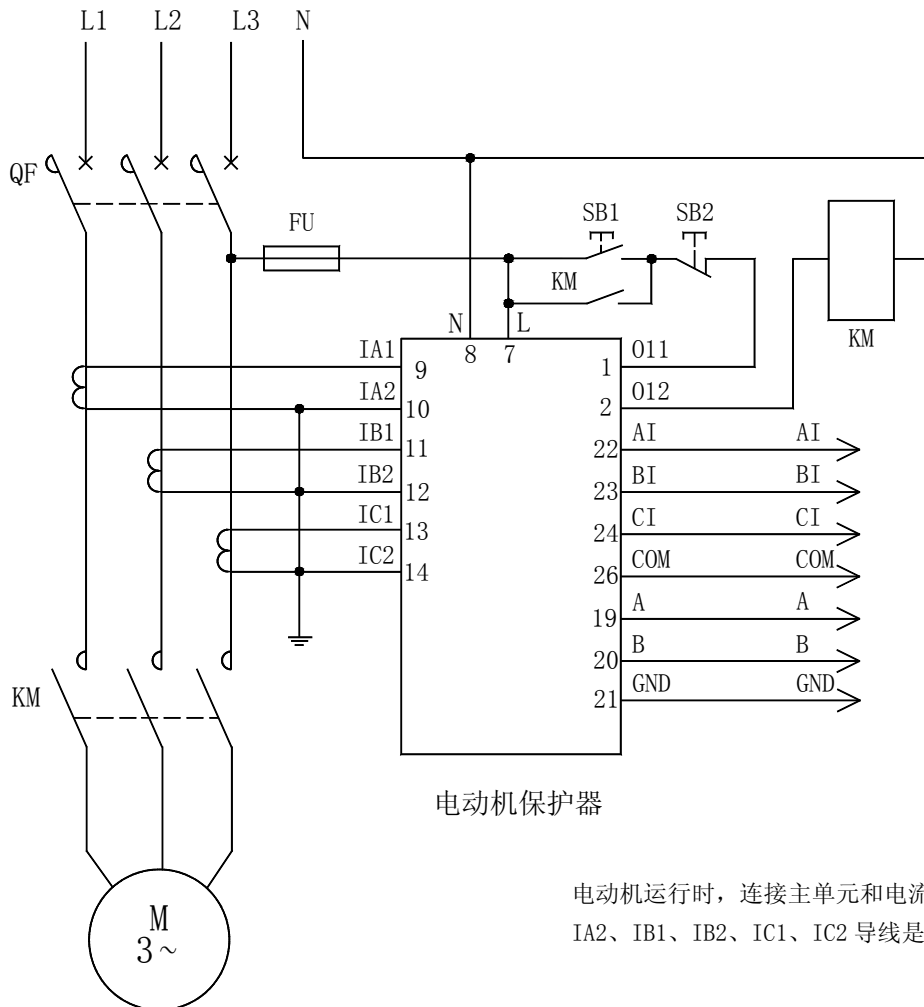 L1 L2 L3 N
QF
FU
SB1 SB2
KM
KM
N L
8 7
IA1
9
IA2
10
IB1
11
IB2
12
IC1
13
IC2
14
1 011
2 012
22 AI AI
23 BI BI
24 CI CI
26 COM COM
19 A A
20 B B
21 GND GND
KM
电动机保护器
M
3~
电动机运行时，连接主单元和电流
IA2、IB1、IB2、IC1、IC2 导线是